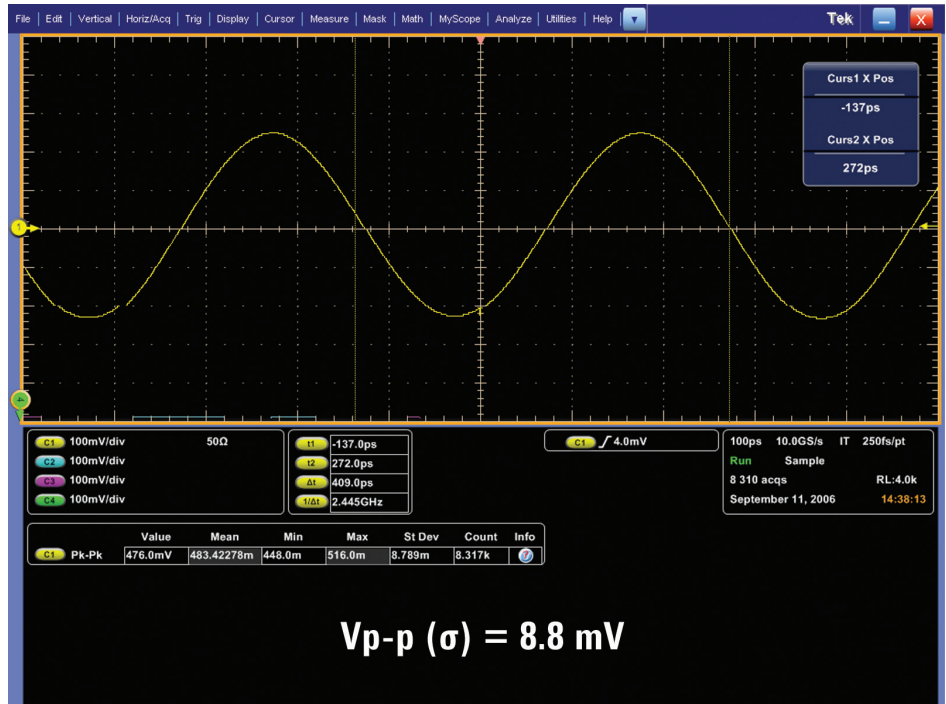 File | Edit | Vertical | Horiz/Acq | Trig | Display | Cursor | Measure | Mask | Math | MyScope | Analyze | Utilities | Help | Tek X
Curs1 X Pos
-137ps
Curs2 X Pos
272ps
1
4
C1 100mV/div 50Ω
C2 100mV/div
C3 100mV/div
C4 100mV/div
t1 -137.0ps
t2 272.0ps
Δt 409.0ps
1/Δt 2.445GHz
C1 4.0mV
100ps 10.0GS/s IT 250fs/pt
Run Sample
8 310 acqs RL:4.0k
September 11, 2006 14:38:13
Value Mean Min Max St Dev Count Info
C1 Pk-Pk 476.0mV 483.42278m 448.0m 516.0m 8.789m 8.317k
Vp-p (σ) = 8.8 mV